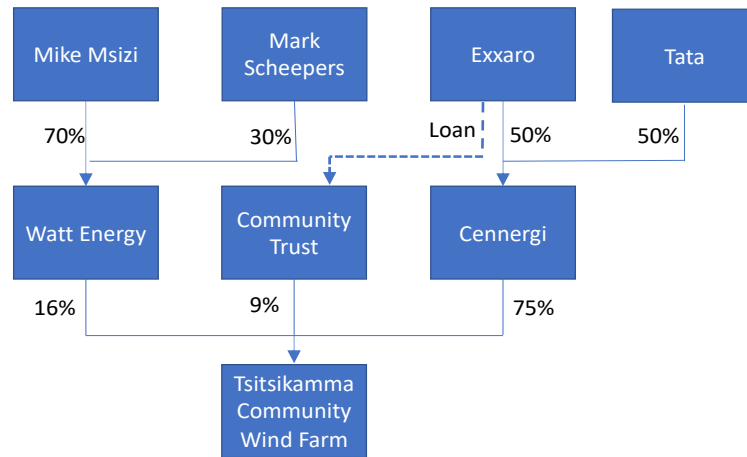 Mike Msizi
Mark
Scheepers
Exxaro
Tata
70%
30%
Loan
50%
50%
Watt Energy
Community
Trust
Cennergi
16%
9%
75%
Tsitsikamma
Community
Wind Farm